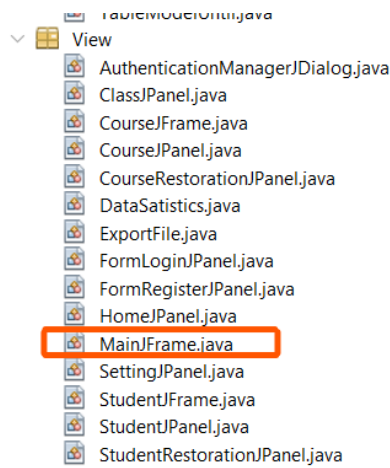 View
AuthenticationManagerJDialog.java
ClassJPanel.java
CourseJFrame.java
CourseJPanel.java
CourseRestorationJPanel.java
DataSatistics.java
ExportFile.java
FormLoginJPanel.java
FormRegisterJPanel.java
HomeJPanel.java
MainJFrame.java
SettingJPanel.java
StudentJFrame.java
StudentJPanel.java
StudentRestorationJPanel.java